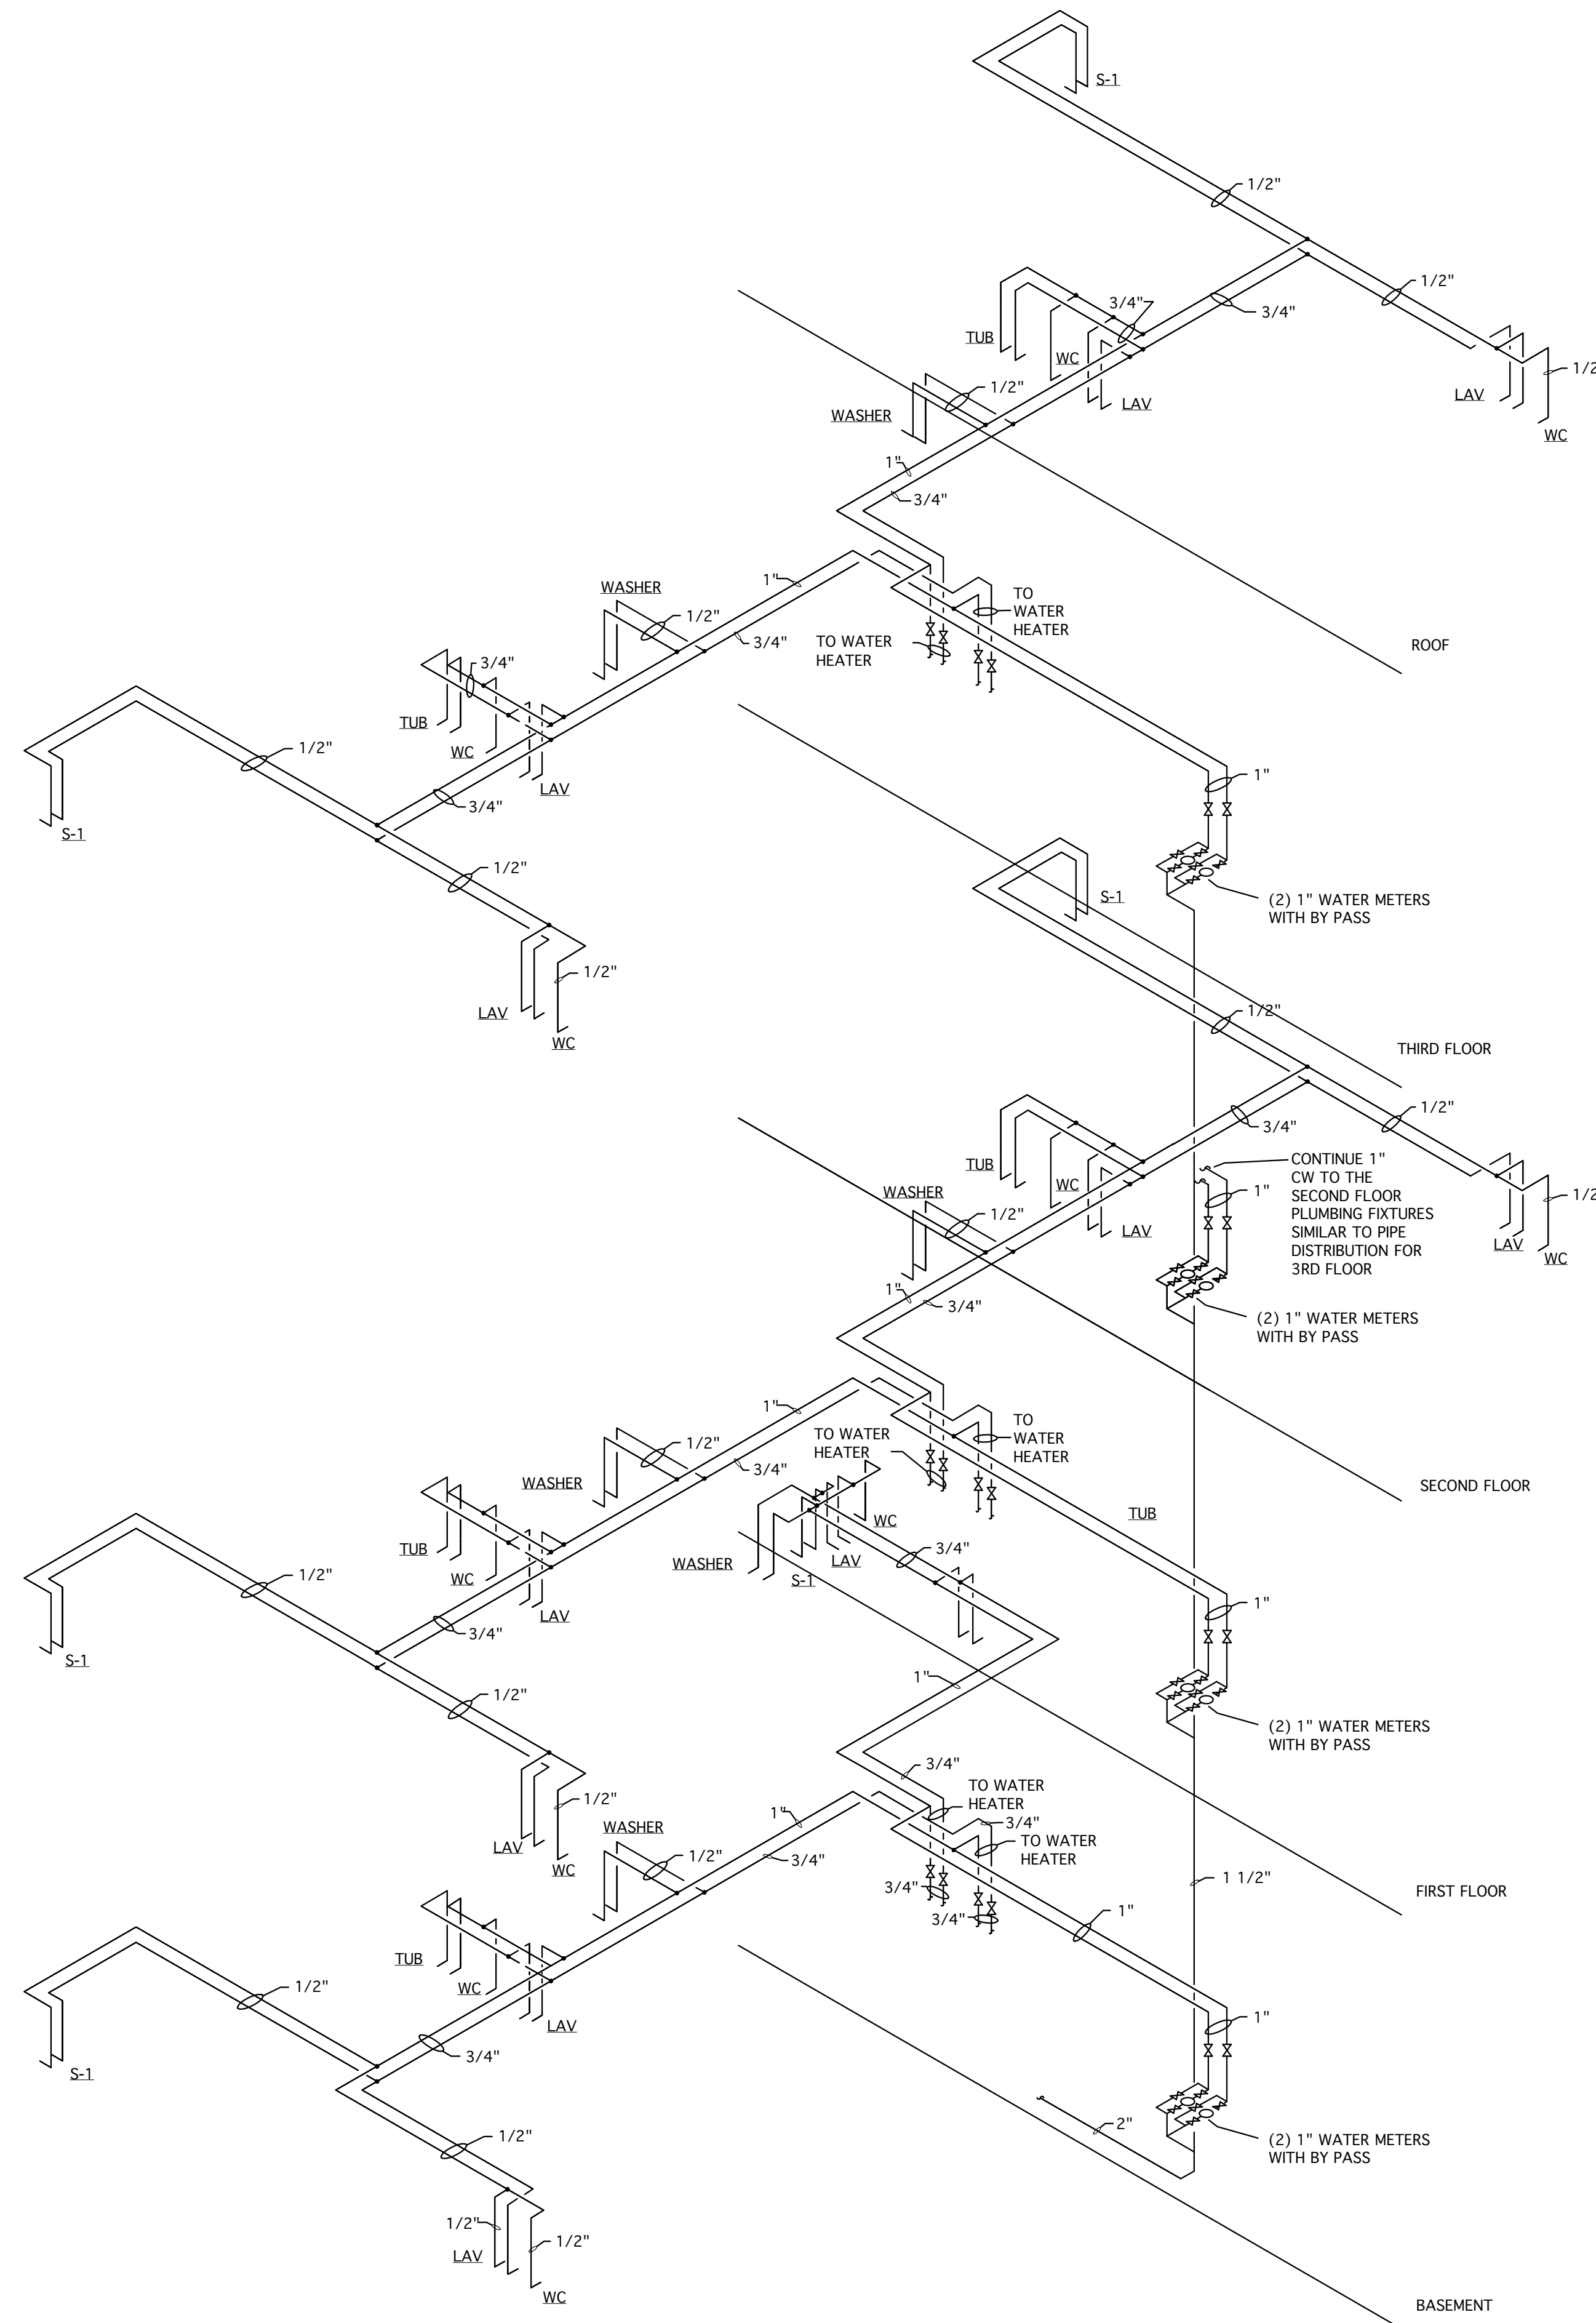 S-1
1/2"
1/2"
3/4"
3/4"
TUB
WC
1/2
LAV
1/2"
LAV
WASHER
WC
1"
3/4"
1"
WASHER
TO
WATER
HEATER
1/2"
3/4"
TO WATER
HEATER
ROOF
3/4"
TUB
WC
1/2"
1"
LAV
3/4"
S-1
1/2"
(2) 1" WATER METERS
WITH BY PASS
S-1
1/2"
LAV
1/2"
WC
THIRD FLOOR
1/2"
3/4"
CONTINUE 1"
CW TO THE
SECOND FLOOR
PLUMBING FIXTURES
SIMILAR TO PIPE
DISTRIBUTION FOR
3RD FLOOR
TUB
WC
1"
1/2
WASHER
1/2"
LAV
LAV
WC
1"
3/4"
(2) 1" WATER METERS
WITH BY PASS
1"
TO WATER
HEATER
TO
WATER
HEATER
1/2"
3/4"
WASHER
SECOND FLOOR
TUB
WC
3/4"
TUB
WC
WASHER
LAV
S-1
1/2"
1"
LAV
3/4"
S-1
1"
1/2"
(2) 1" WATER METERS
WITH BY PASS
3/4"
TO WATER
HEATER
1/2"
1"
3/4"
WASHER
TO WATER
HEATER
LAV
WC
1/2"
3/4"
1 1/2"
3/4"
FIRST FLOOR
3/4"
1"
TUB
WC
1/2"
LAV
1"
3/4"
S-1
2"
1/2"
(2) 1" WATER METERS
WITH BY PASS
1/2"
1/2"
LAV
WC
BASEMENT